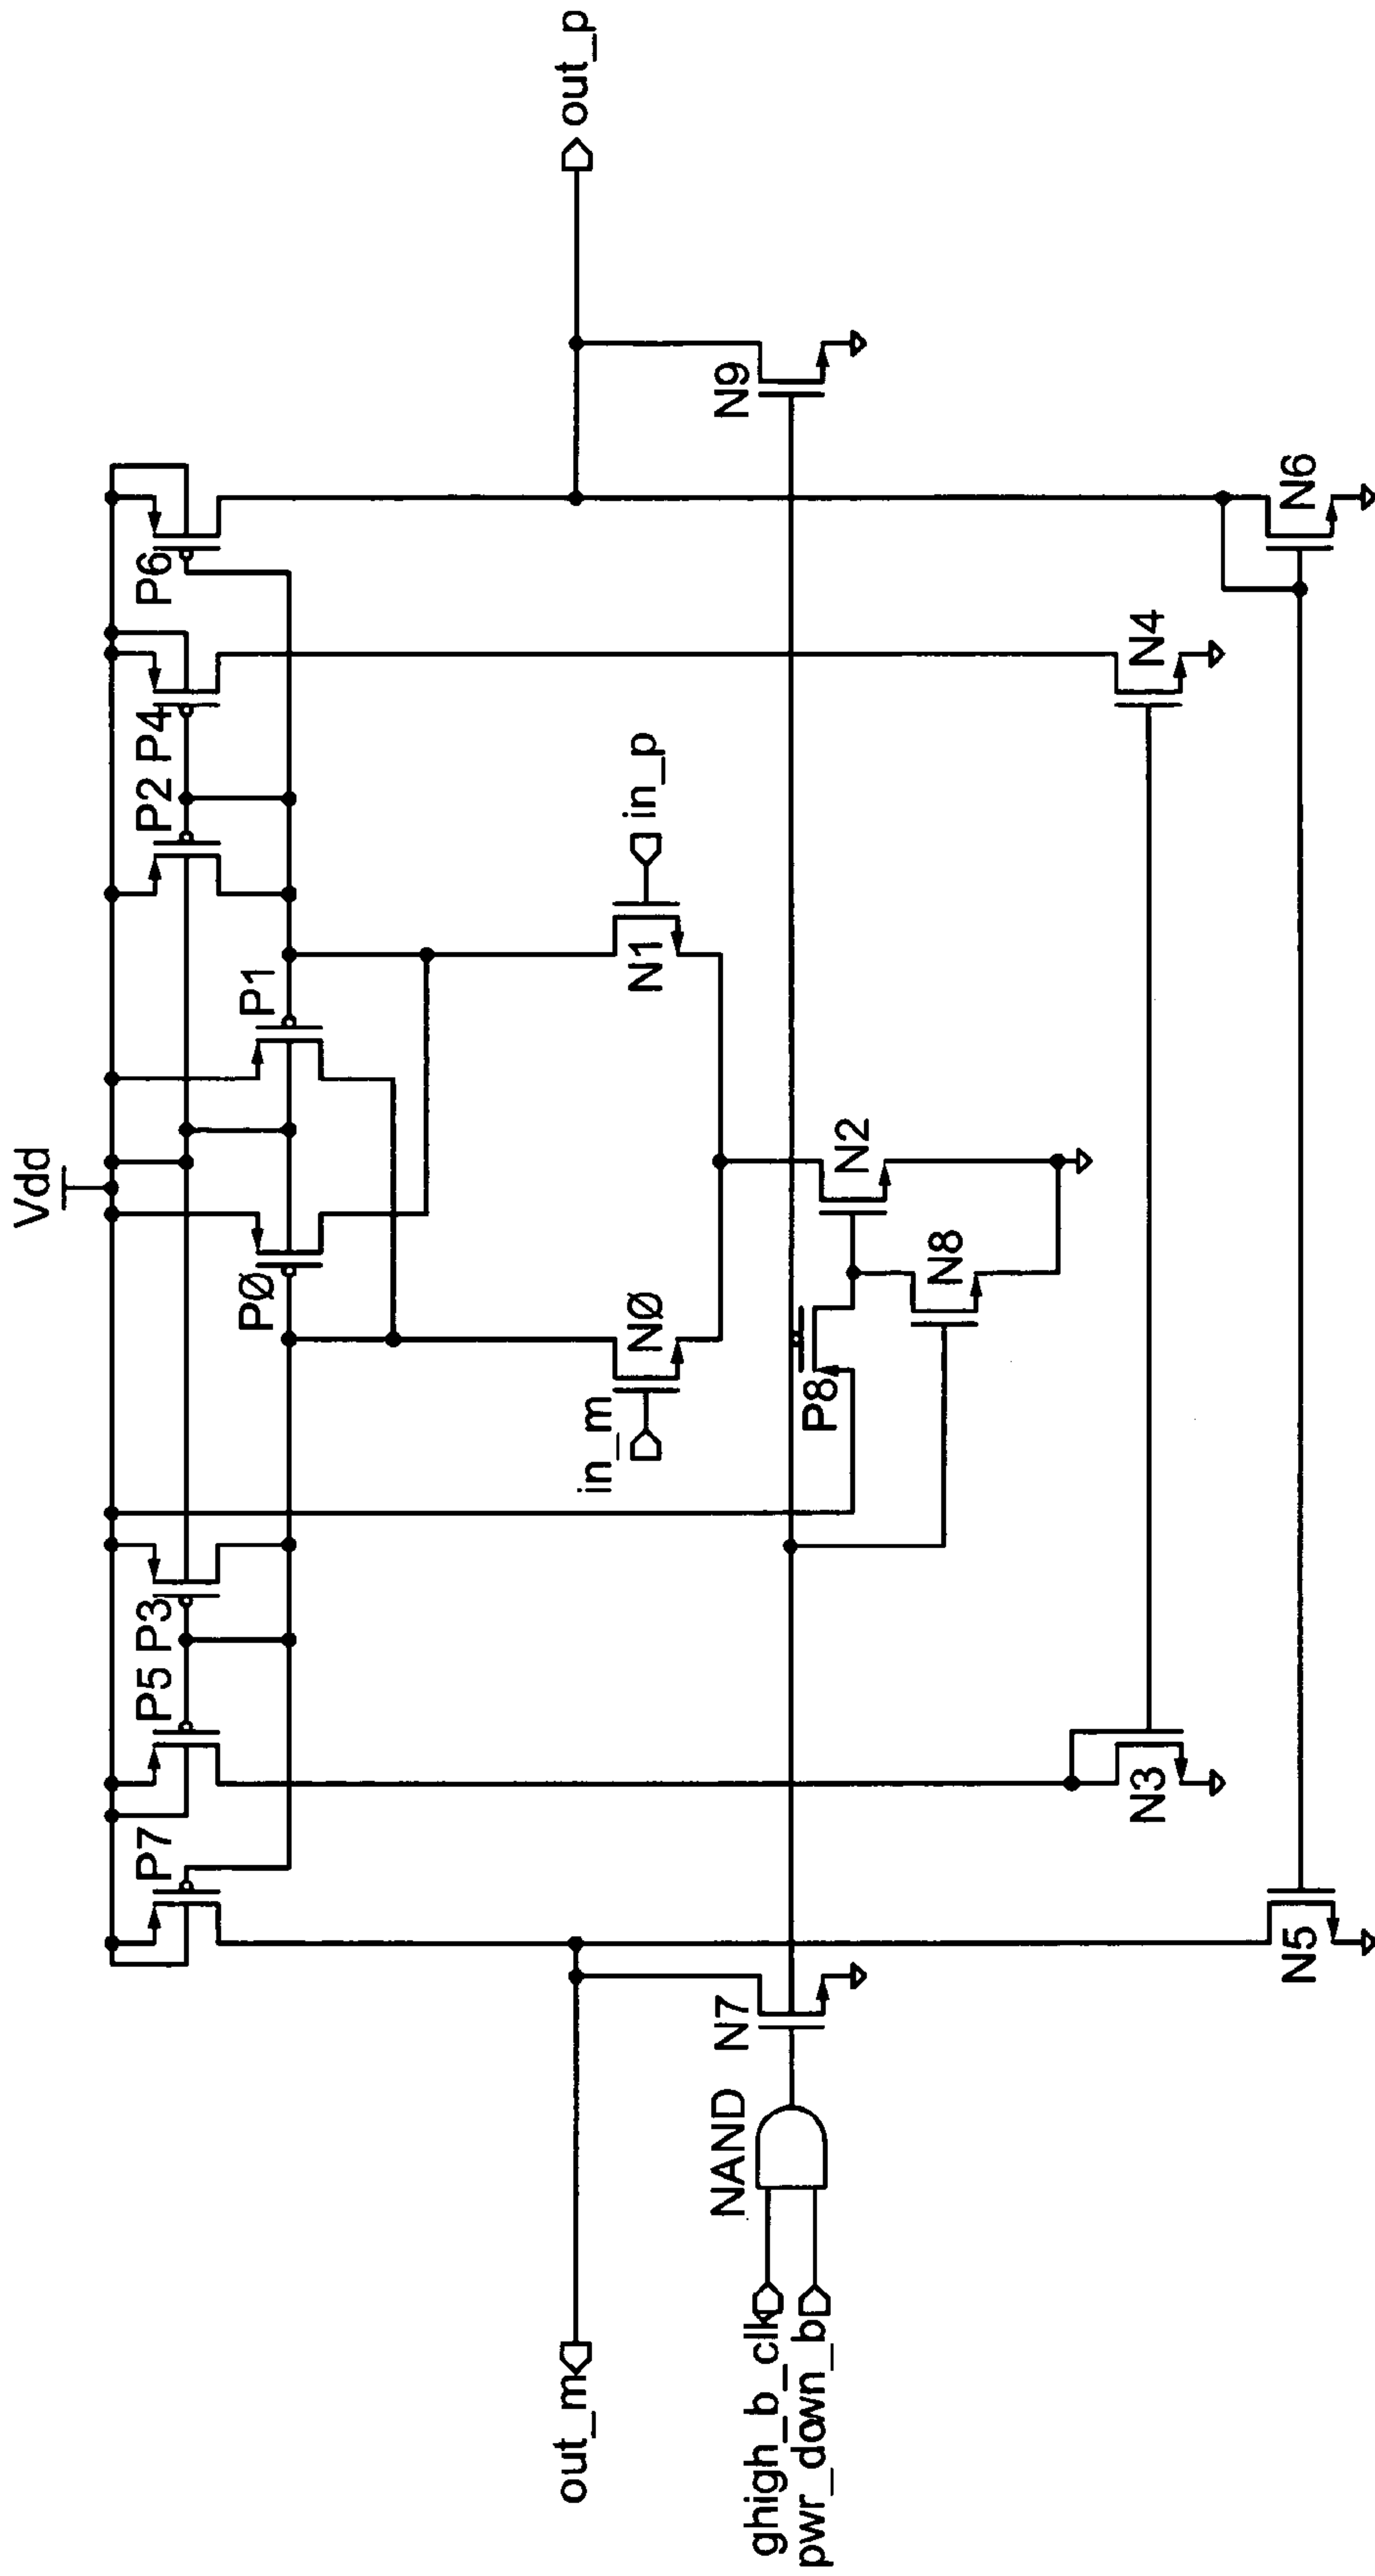 Vdd
P7
P5
P3
PØ
P1
P2
P4
P6
in_m
NØ
N1
in_p
out_m
out_p
NAND
N7
N9
ghigh_b_clk
pwr_down_b
P8
N2
N8
N3
N4
N5
N6